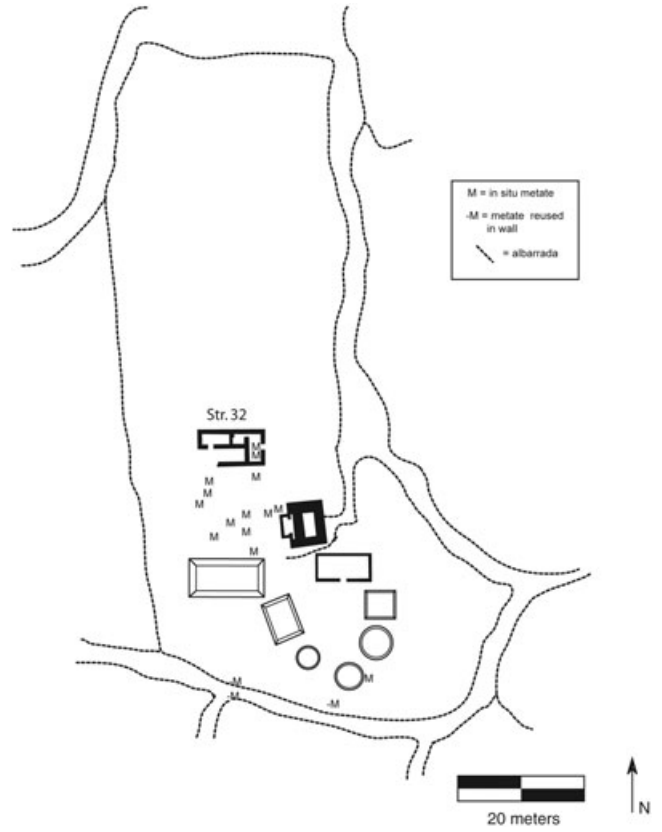 M = in situ metate
-M = metate reused
in wall
= albarrada
Str. 32
M
M
M
M
M
M
M
M
M
M
M
M
M
M
-M
-M
-M
20 meters
N